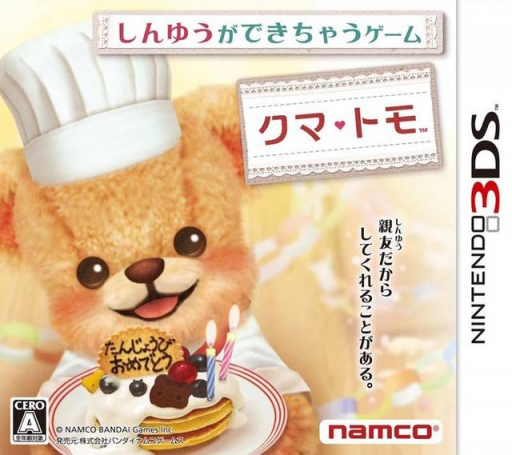 しんゆうができちゃうゲーム
クマ♥トモ™
しんゆう
親友だから
してくれることがある。
NINTENDO 3DS™
たんじょうび
おめでとう
CERO
A
全年齢対象
© NAMCO BANDAI Games Inc.
発売元:株式会社バンダイナムコゲームス
namco®